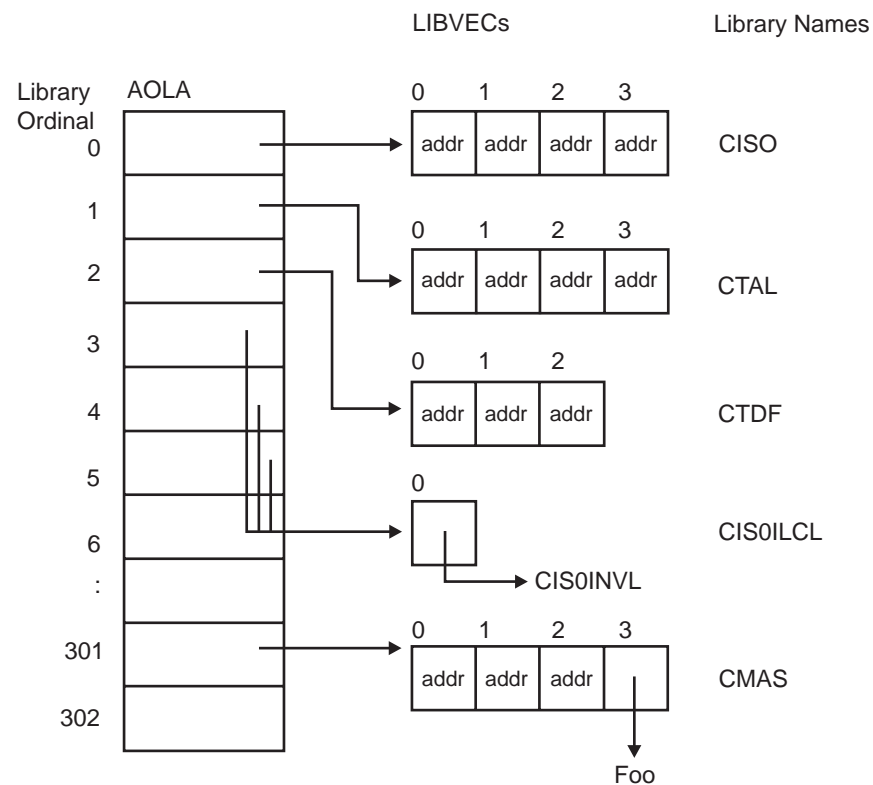 LIBVECs Library Names
Library
Ordinal
AOLA
0 1 2 3
0
addr addr addr addr
CISO
1
0 1 2 3
addr addr addr addr
CTAL
2
3
0 1 2
addr addr addr
CTDF
4
5
0
6
CIS0ILCL
:
CIS0INVL
301
0 1 2 3
addr addr addr
CMAS
302
Foo